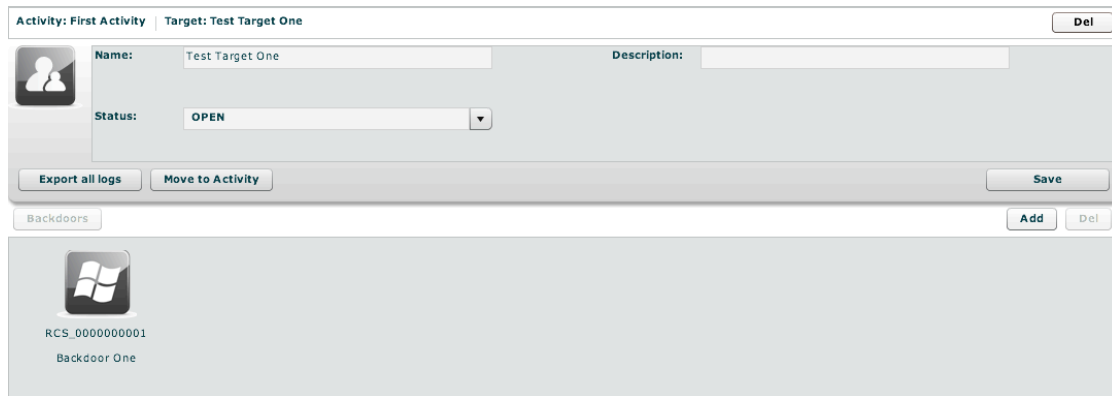 Activity: First Activity Target: Test Target One Del
Name: Test Target One Description:
Status: OPEN
Export all logs Move to Activity Save
Backdoors Add Del
RCS_0000000001
Backdoor One